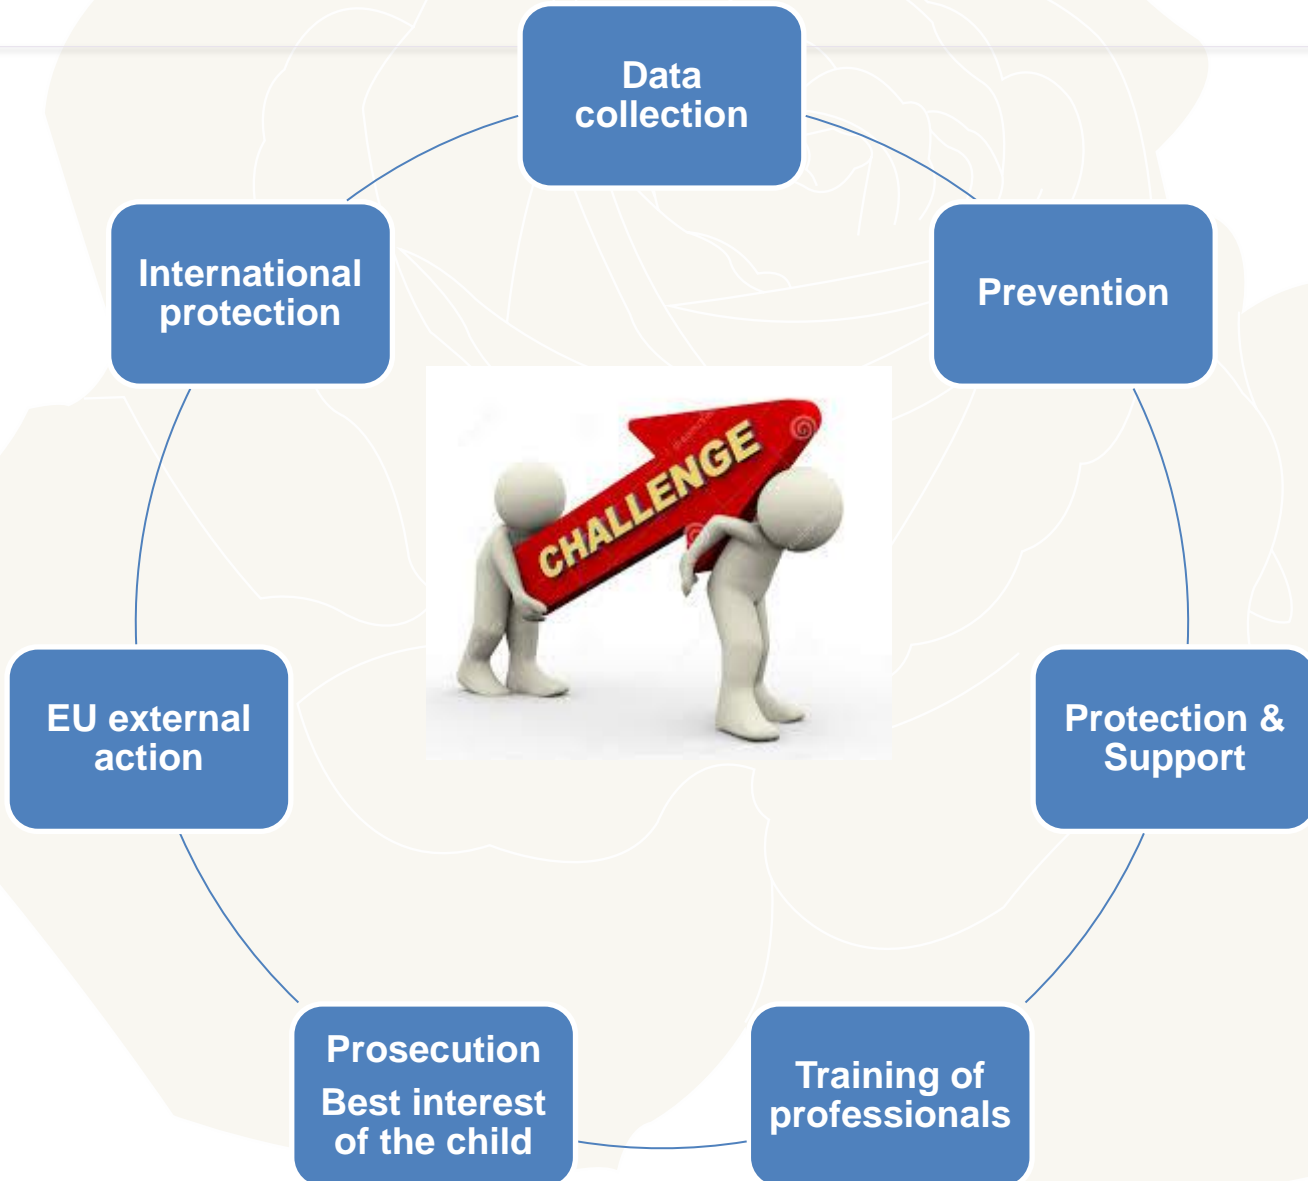 Data
collection
International
protection
Prevention
CHALLENGE
EU external
action
Protection &
Support
Prosecution
Best interest
of the child
Training of
professionals